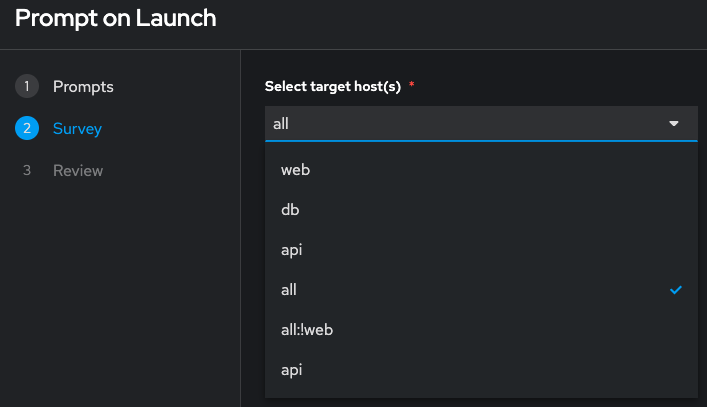 Prompt on Launch
1 Prompts
2 Survey
3 Review
Select target host(s) *
all
web
db
api
all
all:!web
api